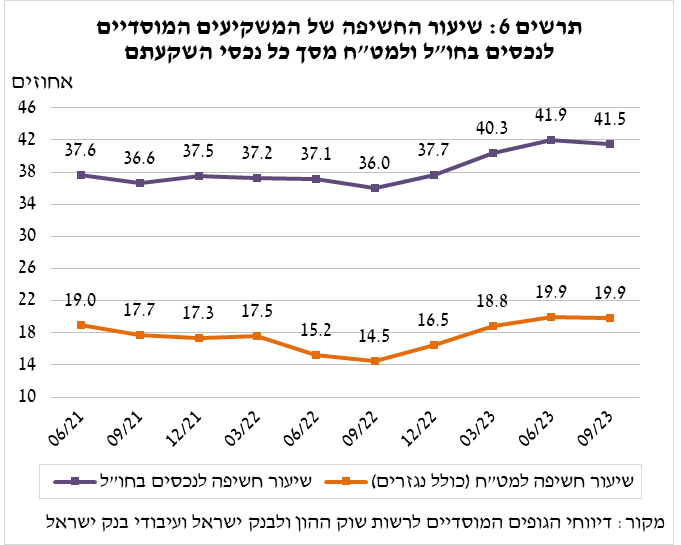 תרשים 6: שיעור החשיפה של המשקיעים המוסדיים
לנכסים בחו"ל ולמט"ח מסך כל נכסי השקעתם
אחוזים
46
42
38
34
30
26
22
18
14
10
37.6 36.6 37.5 37.2 37.1 36.0 37.7 40.3 41.9 41.5
19.0 17.7 17.3 17.5 15.2 14.5 16.5 18.8 19.9 19.9
06/21 09/21 12/21 03/22 06/22 09/22 12/22 03/23 06/23 09/23
שיעור חשיפה למט"ח (כולל נגזרים) שיעור חשיפה לנכסים בחו"ל
מקור: דיווחי הגופים המוסדיים לרשות שוק ההון ולבנק ישראל ועיבודי בנק ישראל